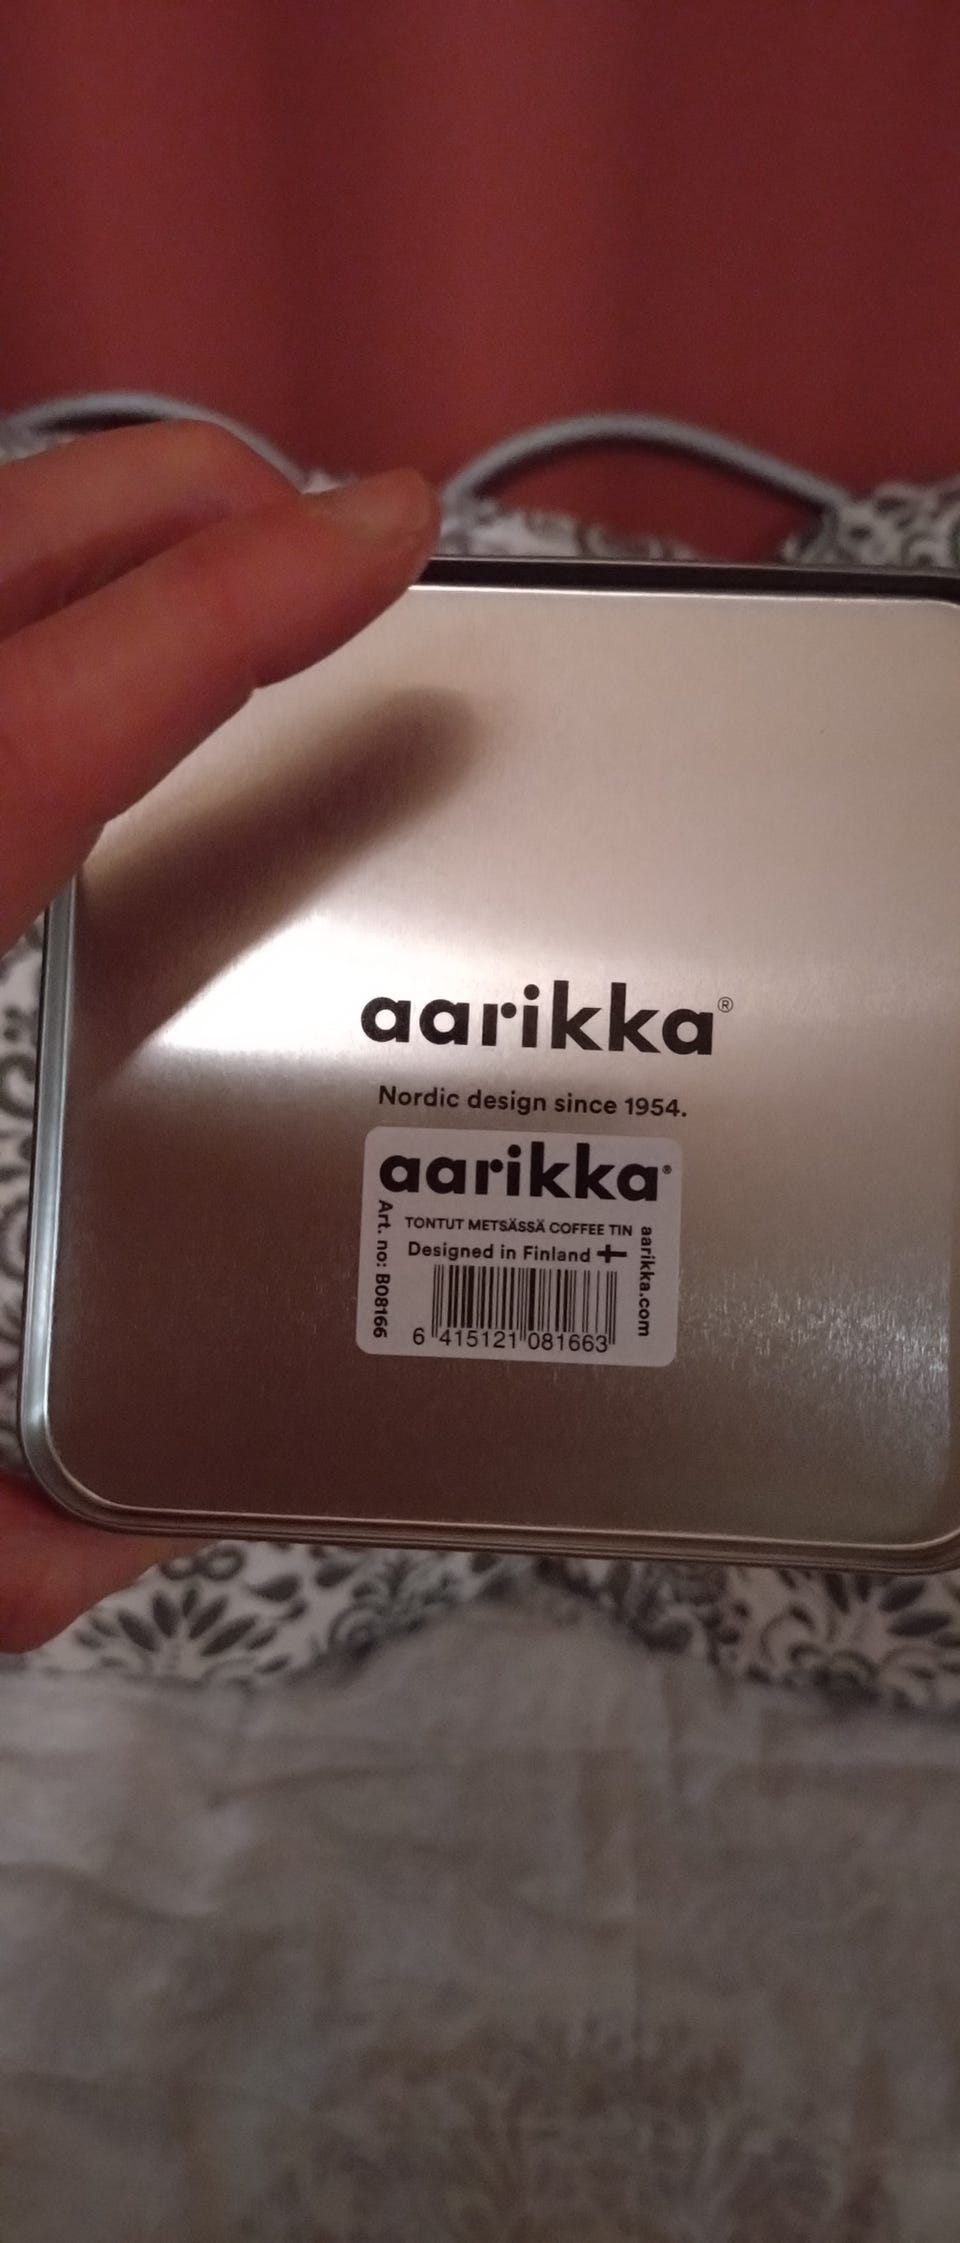 aarikka®
Nordic design since 1954.
aarikka®
TONTUT METSÄSSÄ COFFEE TIN
Designed in Finland
Art. no: B08166
aarikka.com
6 415121 081663